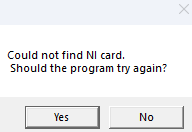 Could not find NI card.
Should the program try again?
Yes
No